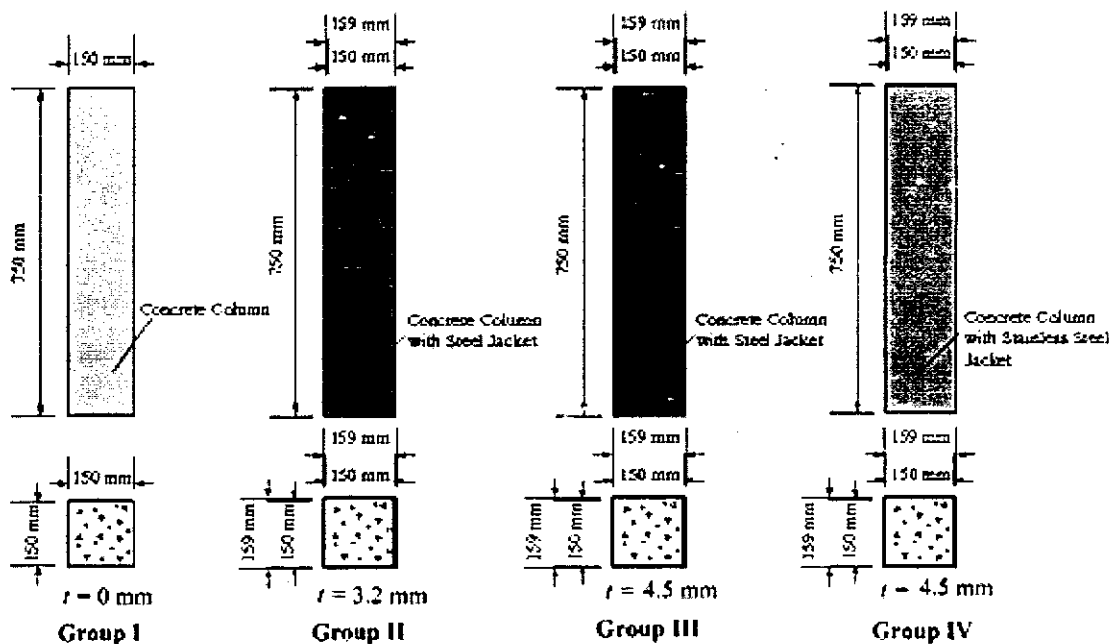 159 mm
159 mm
199 mm
150 mm
150 mm
150 mm
150 mm
750 mm
750 mm
750 mm
750 mm
Concrete Column
Concrete Column
with Steel Jacket
Concrete Column
with Steel Jacket
Concrete Column
with Stainless Steel
Jacket
159 mm
159 mm
159 mm
150 mm
150 mm
150 mm
150 mm
150 mm
159 mm
150 mm
159 mm
150 mm
159 mm
150 mm
t = 0 mm
t = 3.2 mm
t = 4.5 mm
t = 4.5 mm
Group I
Group II
Group III
Group IV